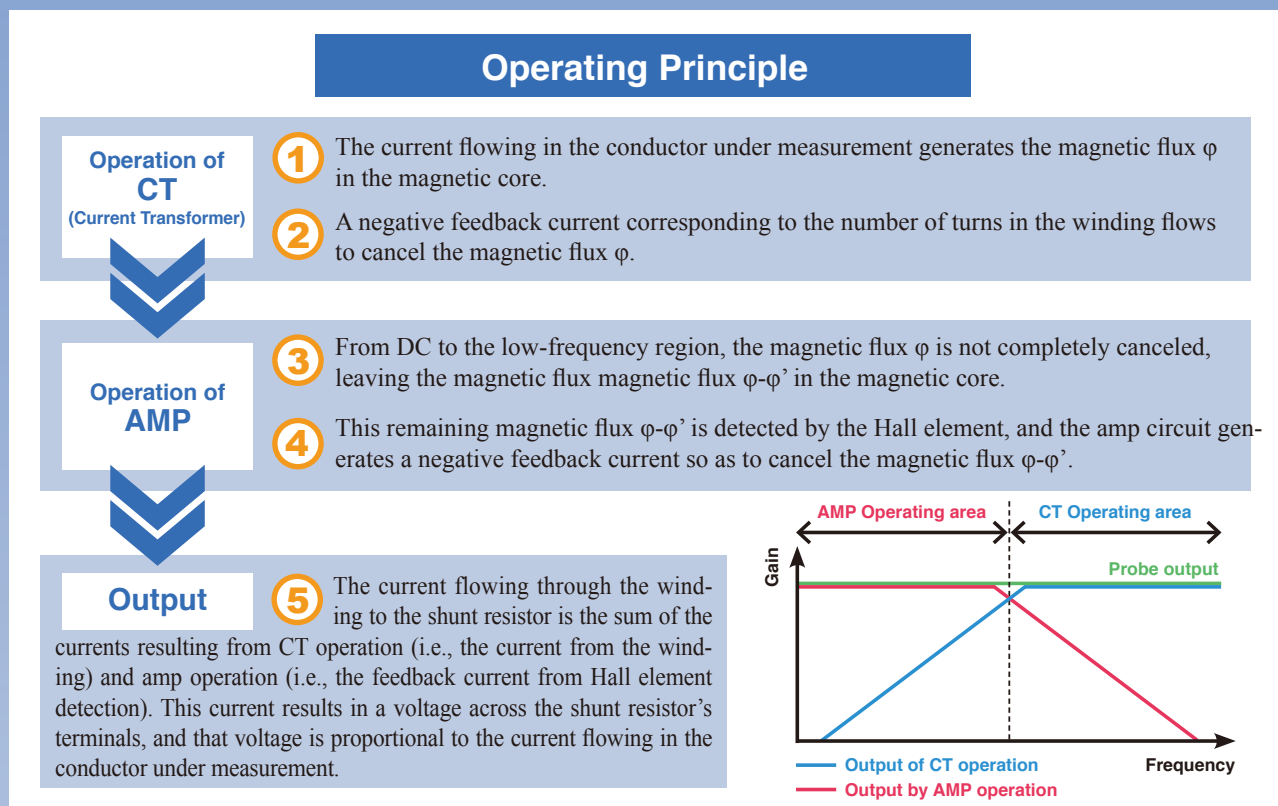 Operating Principle
Operation of
CT
(Current Transformer)
1 The current flowing in the conductor under measurement generates the magnetic flux φ
in the magnetic core.
2 A negative feedback current corresponding to the number of turns in the winding flows
to cancel the magnetic flux φ.
Operation of
AMP
3 From DC to the low-frequency region, the magnetic flux φ is not completely canceled,
leaving the magnetic flux magnetic flux φ-φ’ in the magnetic core.
4 This remaining magnetic flux φ-φ’ is detected by the Hall element, and the amp circuit gen-
erates a negative feedback current so as to cancel the magnetic flux φ-φ’.
Output
5 The current flowing through the wind-
ing to the shunt resistor is the sum of the
currents resulting from CT operation (i.e., the current from the wind-
ing) and amp operation (i.e., the feedback current from Hall element
detection). This current results in a voltage across the shunt resistor’s
terminals, and that voltage is proportional to the current flowing in the
conductor under measurement.
AMP Operating area
CT Operating area
Gain
Probe output
Frequency
Output of CT operation
Output by AMP operation